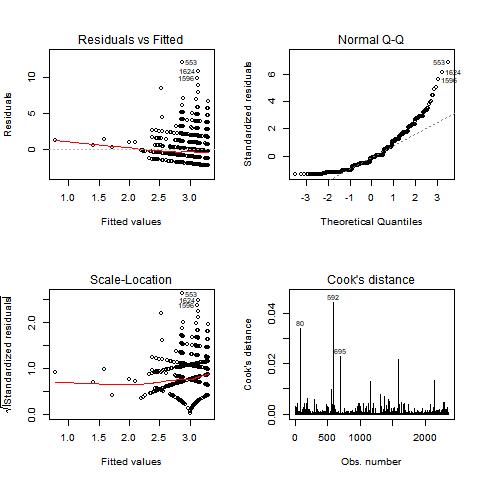 Residuals vs Fitted
Residuals
0 5 10
553
1624
1596
1.0 1.5 2.0 2.5 3.0
Fitted values
Normal Q-Q
Standardized residuals
0 2 4 6
553
1624
1596
-3 -2 -1 0 1 2 3
Theoretical Quantiles
Scale-Location
√|Standardized residuals|
0.0 1.0 2.0
553
1624
1596
1.0 1.5 2.0 2.5 3.0
Fitted values
Cook's distance
Cook's distance
0.00 0.02 0.04
592
80
695
0 500 1000 2000
Obs. number